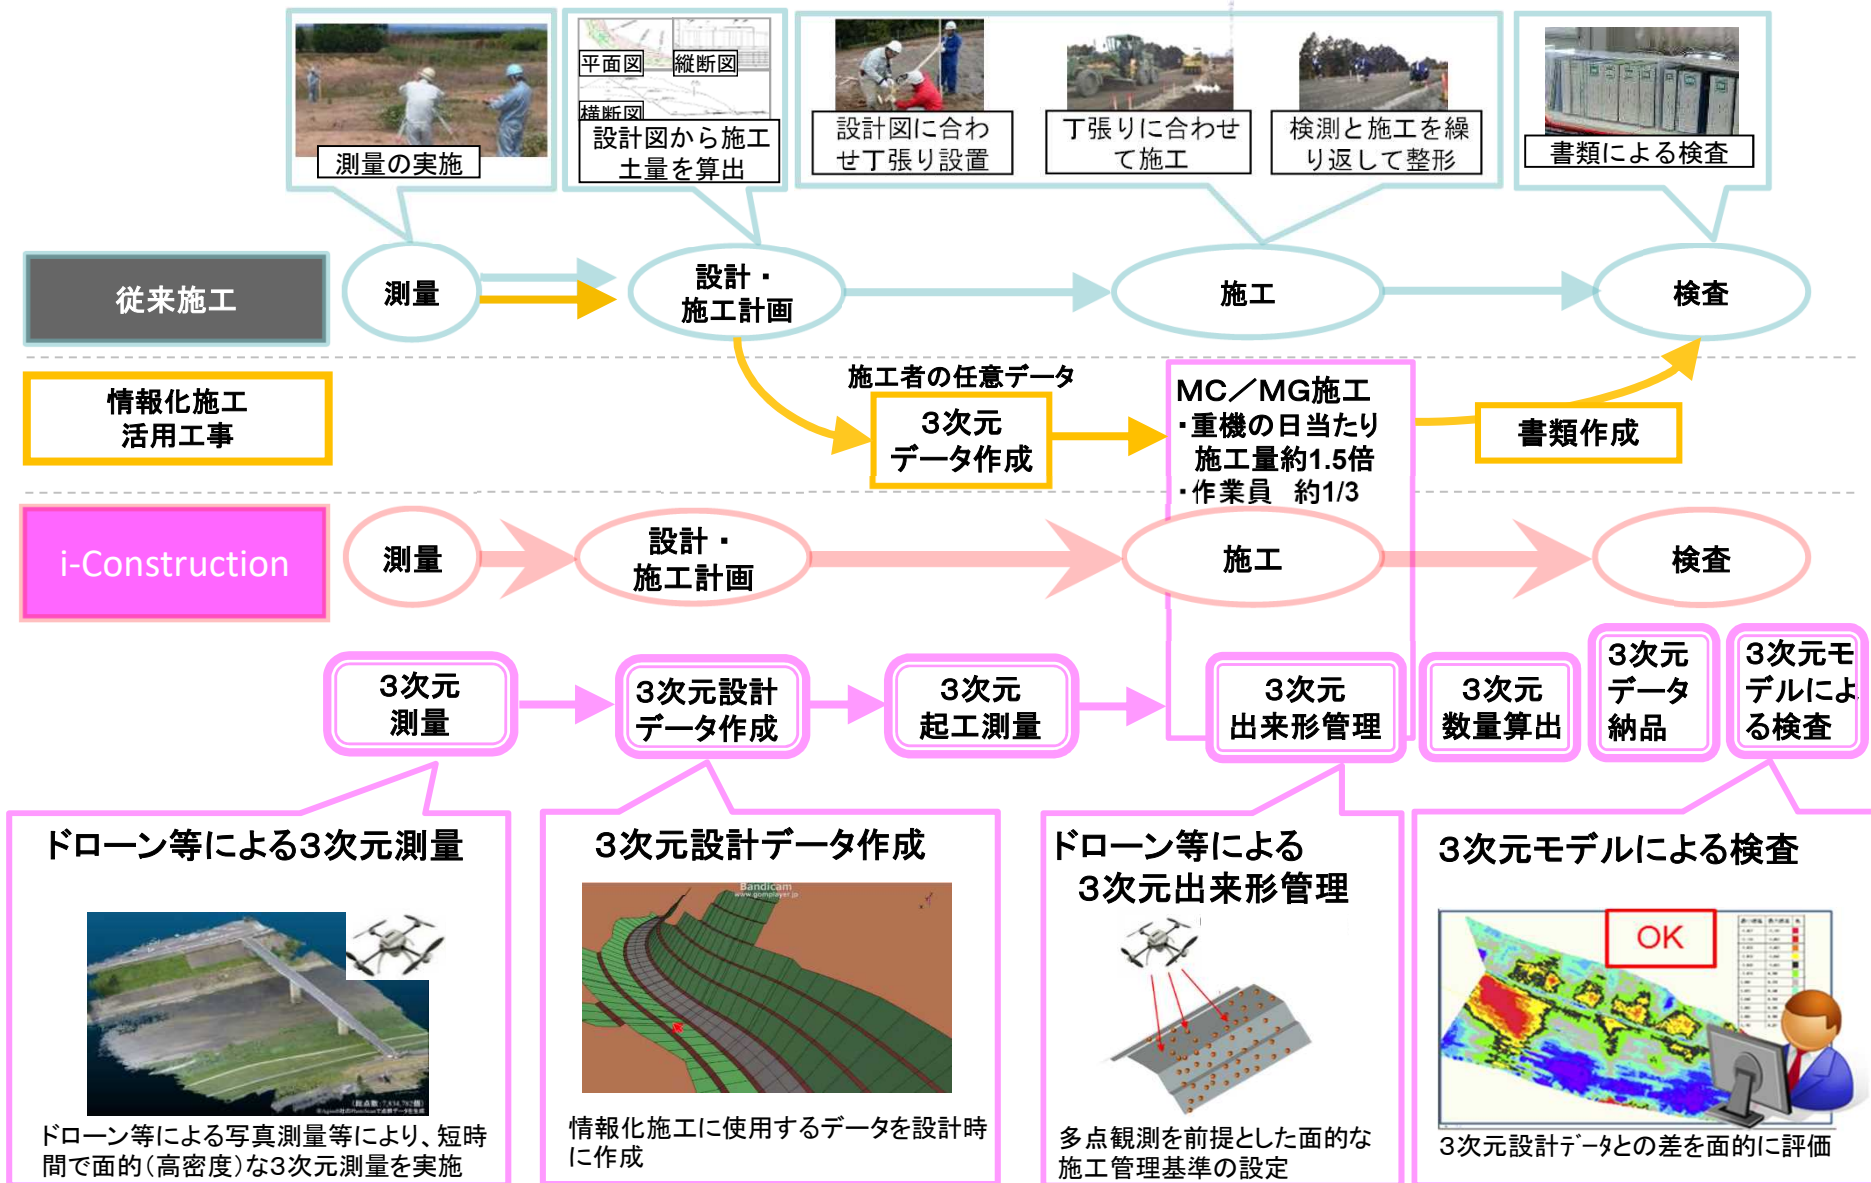 平面図
縦断図
横断図
測量の実施
設計図から施工
土量を算出
設計図に合わ
せ丁張り設置
丁張りに合わせ
て施工
検測と施工を繰
り返して整形
書類による検査
従来施工
測量
設計・
施工計画
施工
検査
情報化施工
活用工事
施工者の任意データ
3次元
データ作成
MC/MG施工
・重機の日当たり
施工量約1.5倍
・作業員 約1/3
書類作成
i-Construction
測量
設計・
施工計画
施工
検査
3次元
測量
3次元設計
データ作成
3次元
起工測量
3次元
出来形管理
3次元
数量算出
3次元
データ
納品
3次元モ
デルによ
る検査
ドローン等による3次元測量
ドローン等による写真測量等により、短時
間で面的(高密度)な3次元測量を実施
3次元設計データ作成
Bandicam
www.gomplayer.jp
情報化施工に使用するデータを設計時
に作成
ドローン等による
3次元出来形管理
多点観測を前提とした面的な
施工管理基準の設定
3次元モデルによる検査
OK
3次元設計データとの差を面的に評価